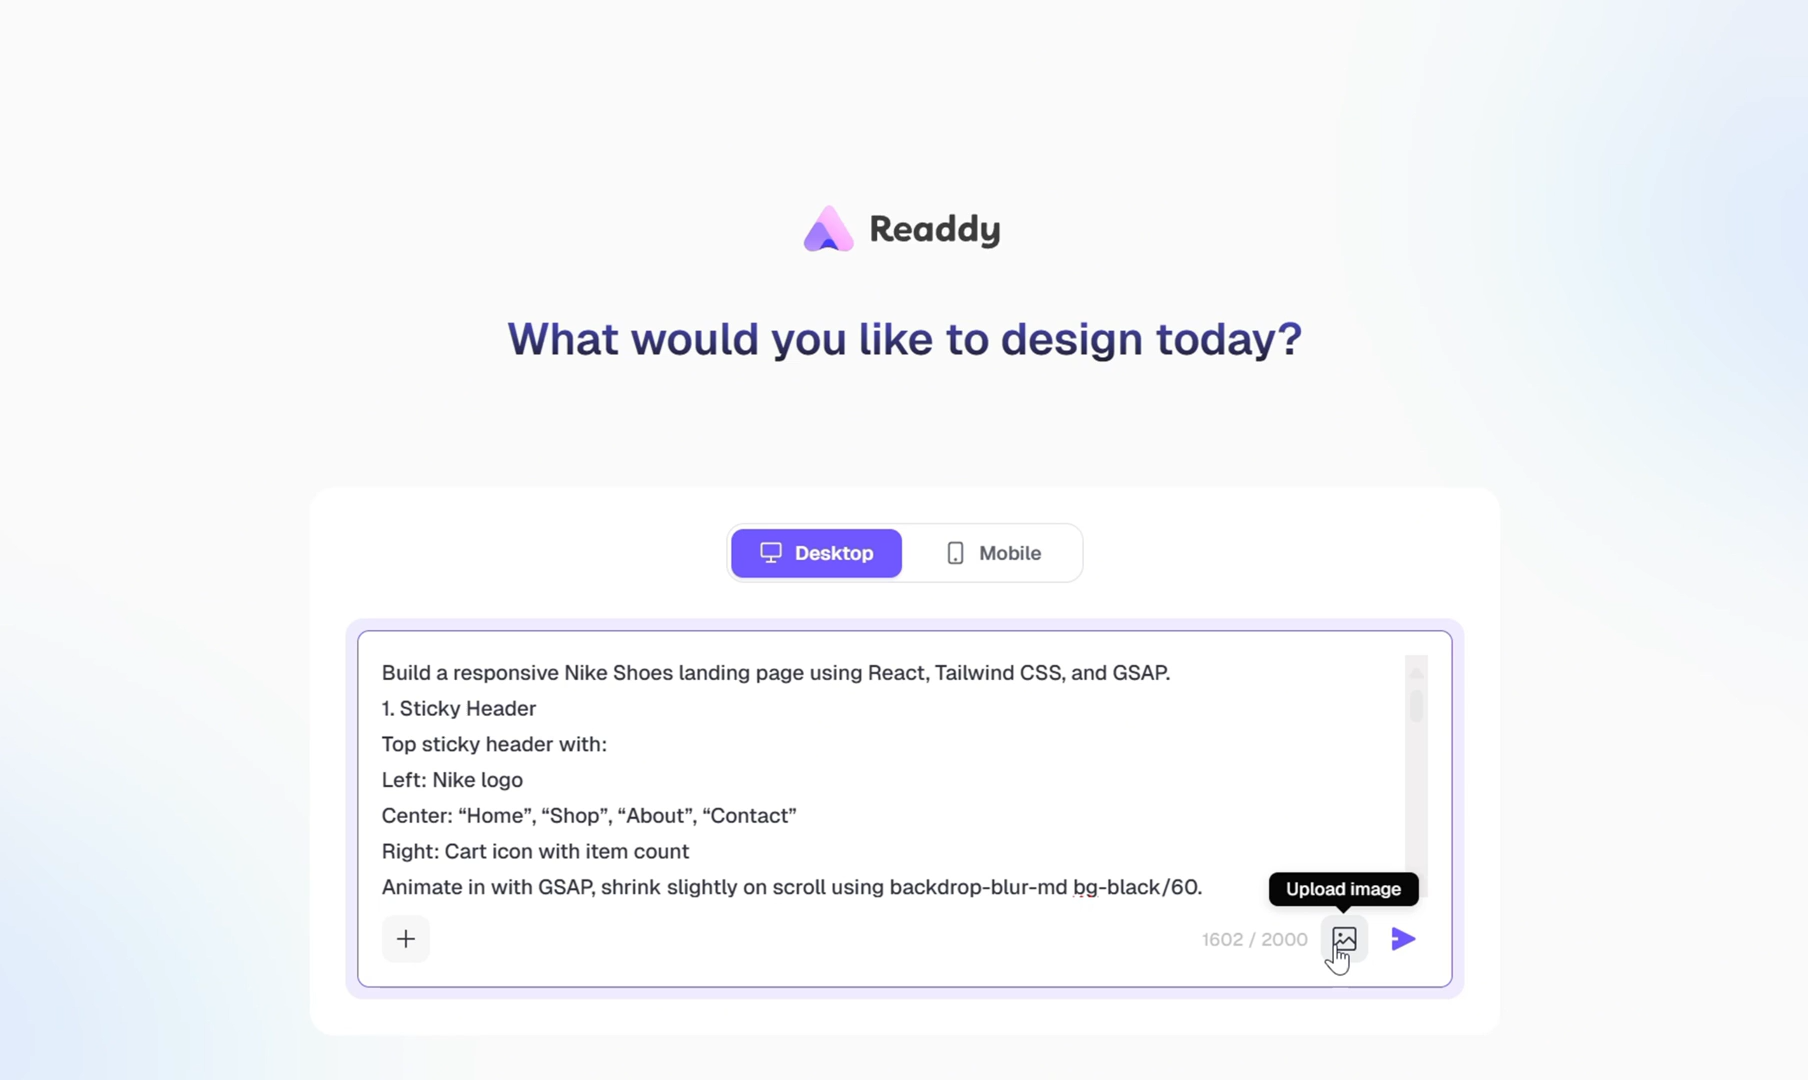 Readdy
What would you like to design today?
Desktop
Mobile
Build a responsive Nike Shoes landing page using React, Tailwind CSS, and GSAP.
1. Sticky Header
Top sticky header with:
Left: Nike logo
Center: “Home”, “Shop”, “About”, “Contact”
Right: Cart icon with item count
Animate in with GSAP, shrink slightly on scroll using backdrop-blur-md bg-black/60.
Upload image
1602 / 2000